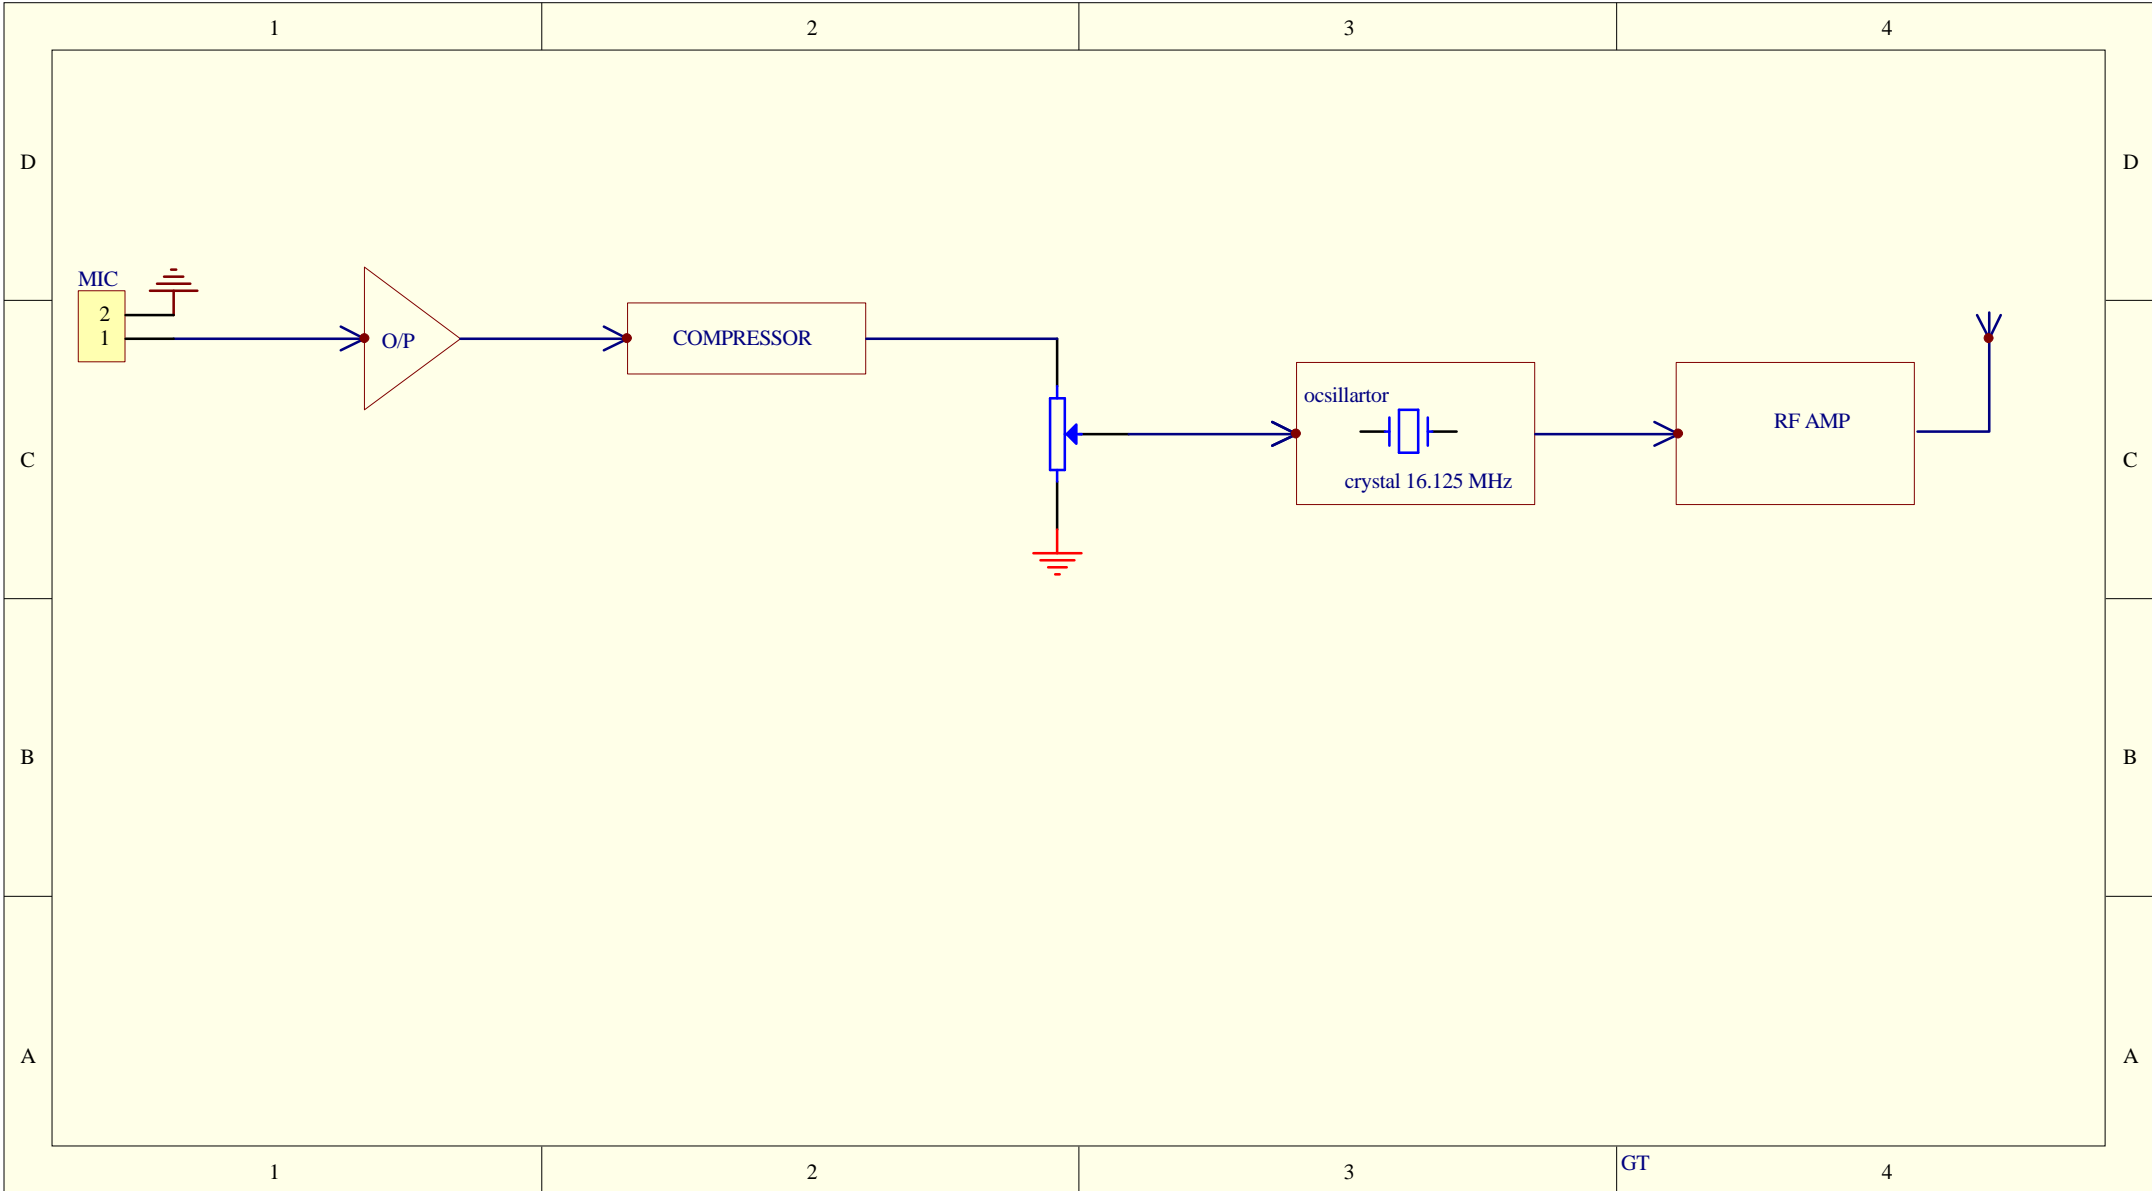 1 2 3 4
D D
MIC
2
1
O/P
COMPRESSOR
ocsillartor
crystal 16.125 MHz
RF AMP
C C
B B
A A
1 2 3 GT 4